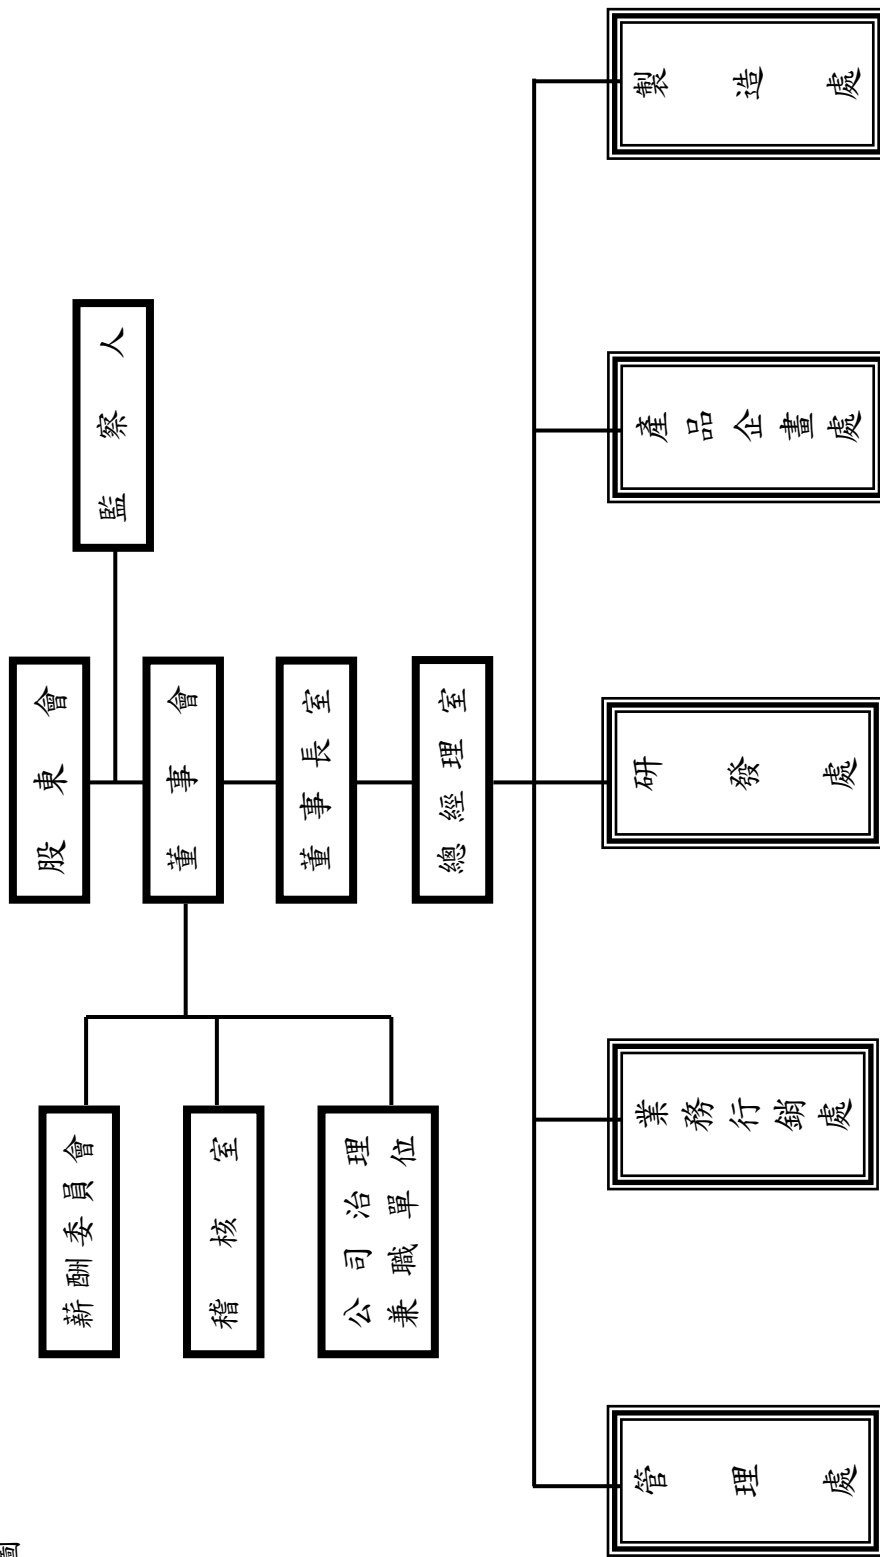 圖
股東會
監察人
董事會
薪酬委員會
稽核室
公司治理
兼職單位
董事長室
總經理室
管理處
業務行銷處
研發處
產品企畫處
製造處